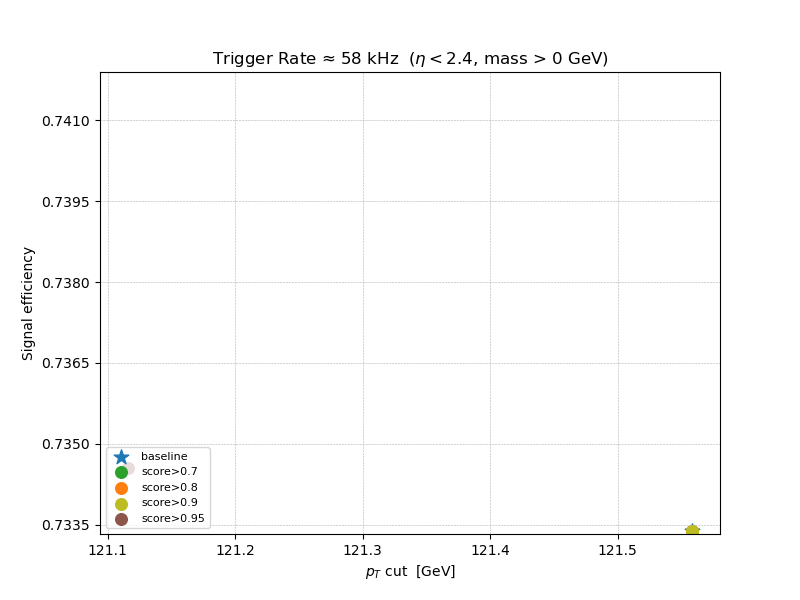 Trigger Rate ≈ 58 kHz (η < 2.4, mass > 0 GeV)
Signal efficiency
0.7410
0.7395
0.7380
0.7365
0.7350
0.7335
baseline
score>0.7
score>0.8
score>0.9
score>0.95
121.1 121.2 121.3 121.4 121.5
p_T cut [GeV]